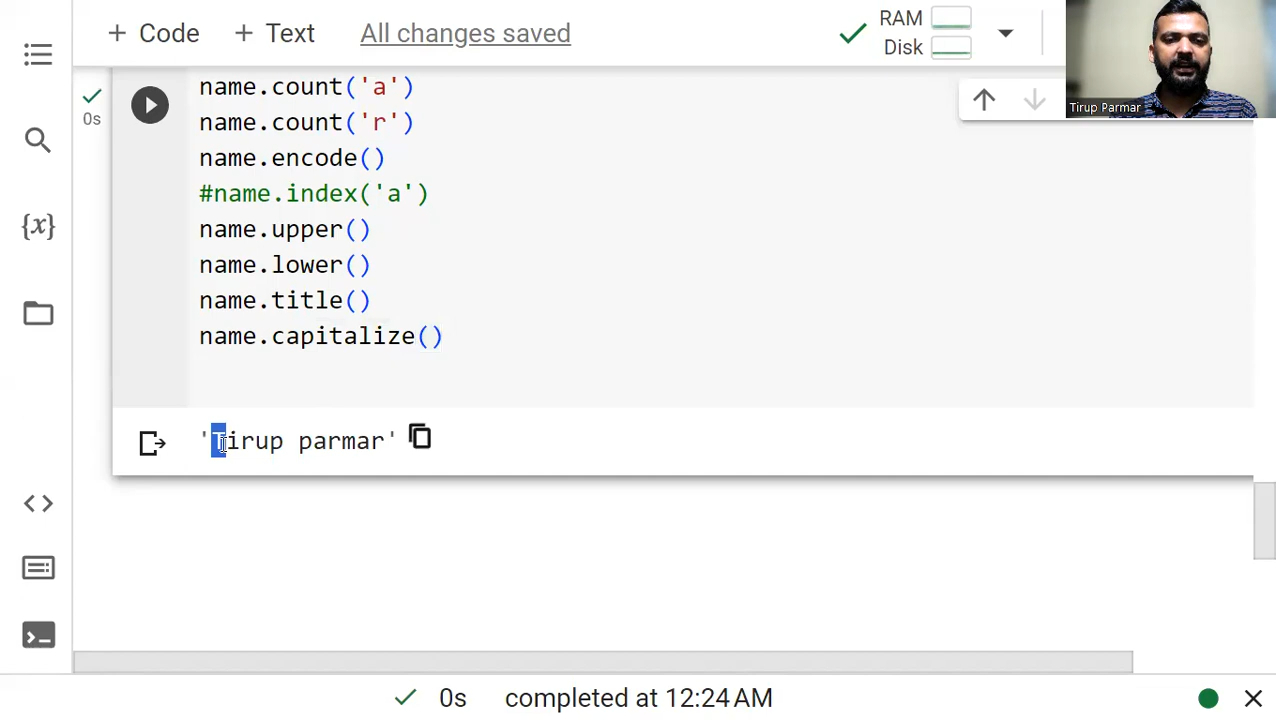 + Code + Text All changes saved
RAM
Disk
Tirup Parmar
0s
name.count('a')
name.count('r')
name.encode()
#name.index('a')
name.upper()
name.lower()
name.title()
name.capitalize()
{x}
'Tirup parmar'
0s completed at 12:24 AM